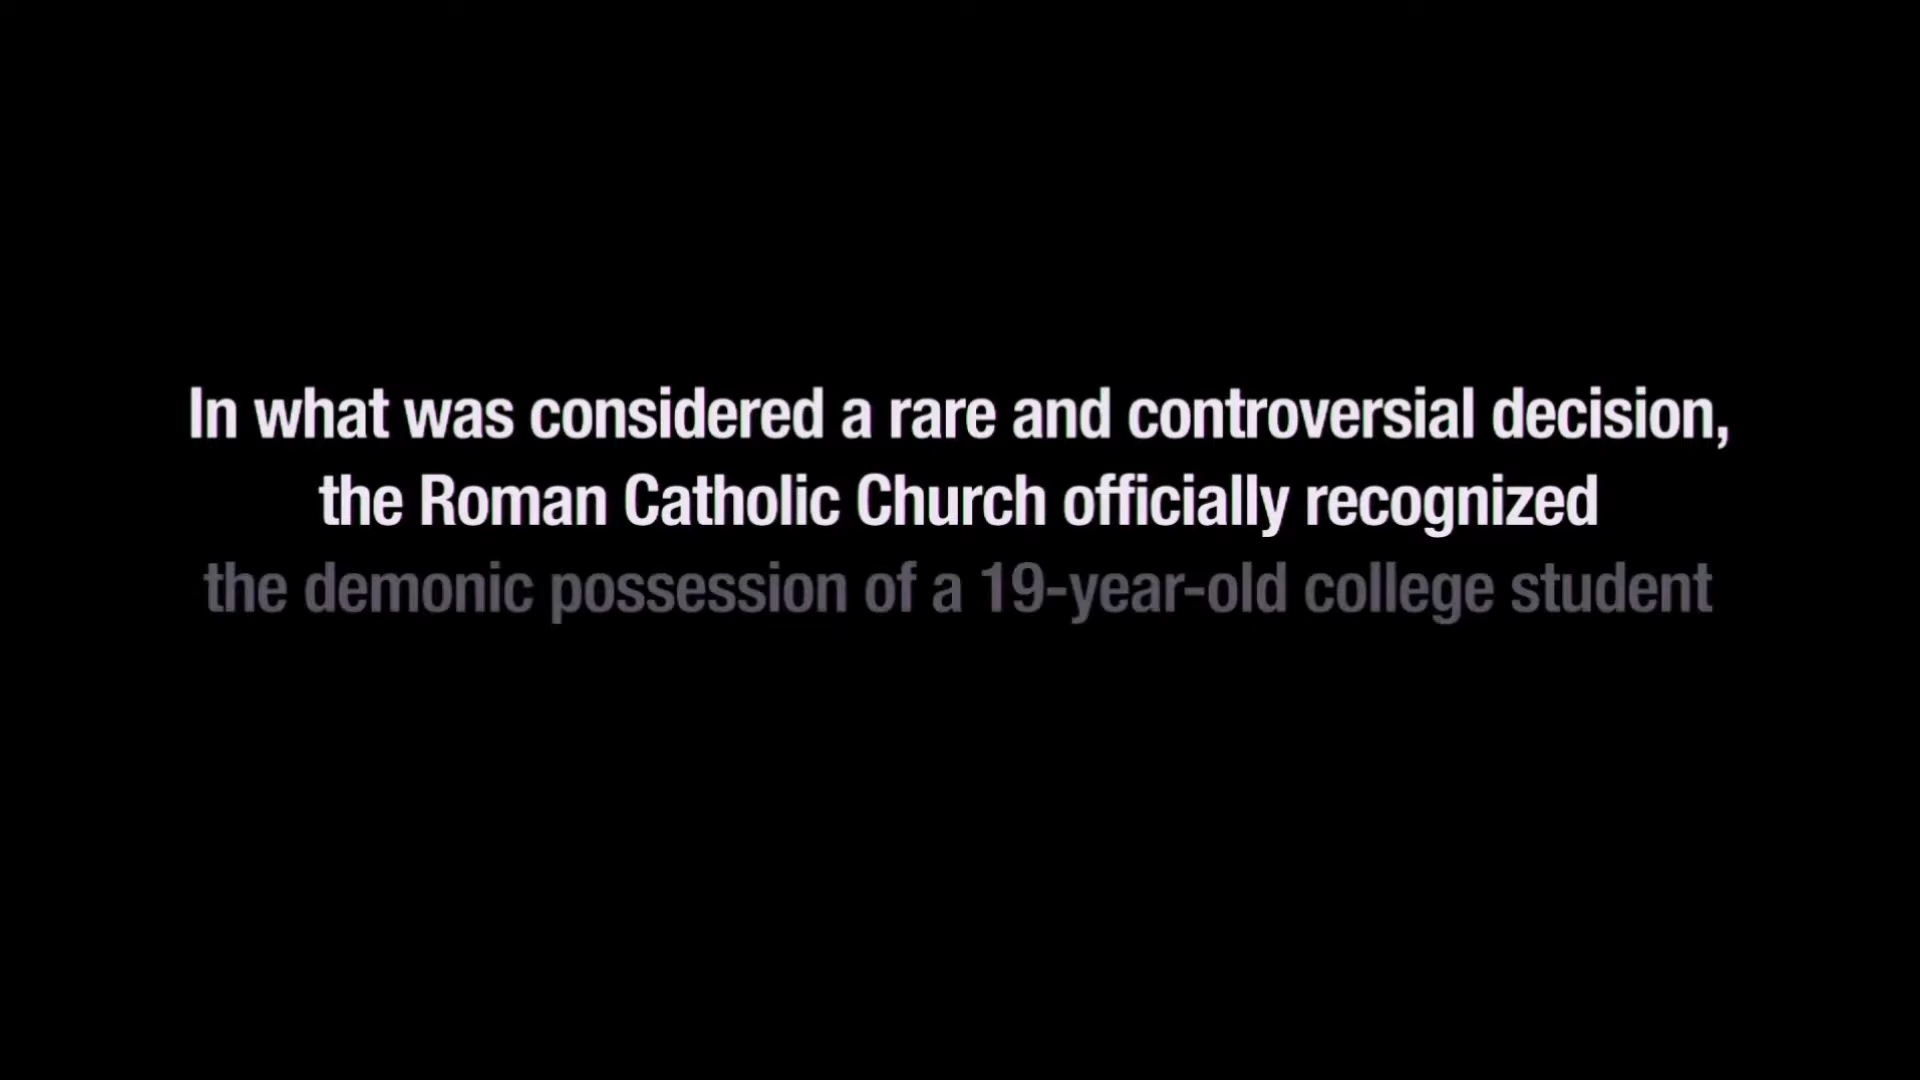 In what was considered a rare and controversial decision,
the Roman Catholic Church officially recognized
the demonic possession of a 19-year-old college student